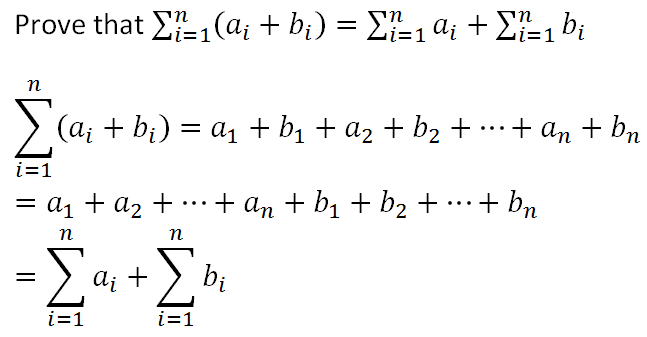 Prove that $\sum_{i=1}^{n}(a_i + b_i) = \sum_{i=1}^{n} a_i + \sum_{i=1}^{n} b_i$
$\sum_{i=1}^{n}(a_i + b_i) = a_1 + b_1 + a_2 + b_2 + \cdots + a_n + b_n$
$= a_1 + a_2 + \cdots + a_n + b_1 + b_2 + \cdots + b_n$
$= \sum_{i=1}^{n} a_i + \sum_{i=1}^{n} b_i$